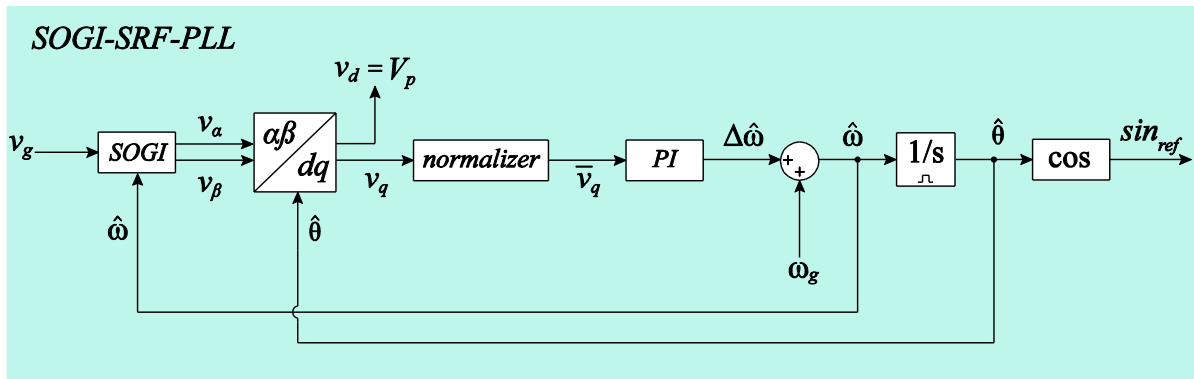 SOGI-SRF-PLL
v_d = V_p
v_g
SOGI
v_α
v_β
αβ
dq
v_q
normalizer
v̅_q
PI
Δω̂
+
+
ω_g
ω̂
1/s
θ̂
cos
sin_ref
ω̂
θ̂